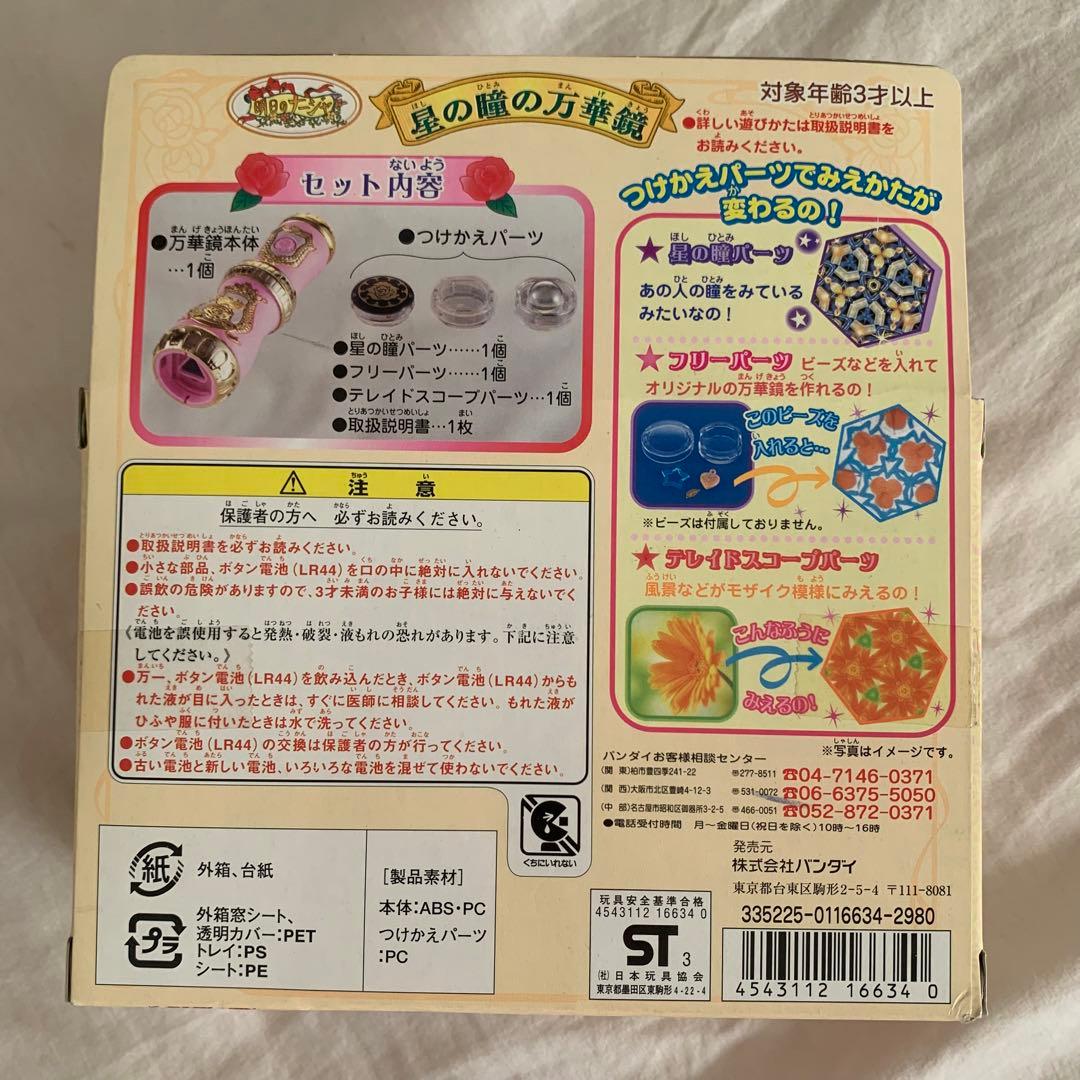 明日のナージャ
星の瞳の万華鏡
対象年齢3才以上
●詳しい遊びかたは取扱説明書を
お読みください。
セット内容
●万華鏡本体
…1個
●つけかえパーツ
●星の瞳パーツ……1個
●フリーパーツ……1個
●テレイドスコープパーツ…1個
●取扱説明書…1枚
つけかえパーツでみえかたが
変わるの!
★星の瞳パーツ
あの人の瞳をみている
みたいなの!
★フリーパーツ ビーズなどを入れて
オリジナルの万華鏡を作れるの!
このビーズを
入れると…
※ビーズは付属しておりません。
★テレイドスコープパーツ
風景などがモザイク模様にみえるの!
こんなふうに
みえるの!
※写真はイメージです。
注意
保護者の方へ 必ずお読みください。
●取扱説明書を必ずお読みください。
●小さな部品、ボタン電池(LR44)を口の中に絶対に入れないでください。
●誤飲の危険がありますので、3才未満のお子様には絶対に与えないでく
ださい。
《電池を誤使用すると発熱・破裂・液もれの恐れがあります。下記に注意
してください。》
●万一、ボタン電池(LR44)を飲み込んだとき、ボタン電池(LR44)からも
れた液が目に入ったときは、すぐに医師に相談してください。もれた液が
ひふや服に付いたときは水で洗ってください。
●ボタン電池(LR44)の交換は保護者の方が行ってください。
●古い電池と新しい電池、いろいろな電池を混ぜて使わないでください。
くちにいれない
バンダイお客様相談センター
(関 東)柏市豊四季241-22 〒277-8511 ☎04-7146-0371
(関 西)大阪市北区豊崎4-12-3 〒531-0072 ☎06-6375-5050
(中 部)名古屋市昭和区御器所3-2-5 〒466-0051 ☎052-872-0371
●電話受付時間 月〜金曜日(祝日を除く)10時〜16時
発売元
株式会社バンダイ
東京都台東区駒形2-5-4 〒111-8081
335225-0116634-2980
紙
外箱、台紙
プラ
外箱窓シート、
透明カバー:PET
トレイ:PS
シート:PE
[製品素材]
本体:ABS・PC
つけかえパーツ
:PC
玩具安全基準合格
4543112 16634 0
ST 3
(社)日本玩具協会
東京都墨田区東駒形4-22-4
4543112 166340